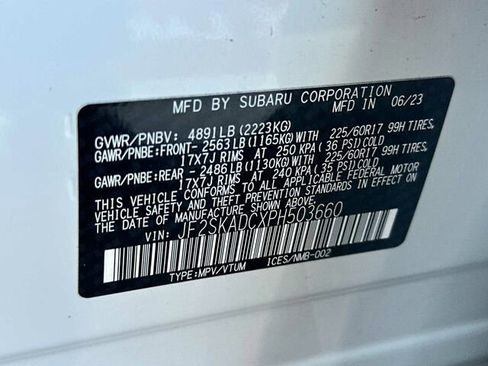 MFD BY SUBARU CORPORATION 06/23
GVWR/PNBV: 4891LB(2223KG)
GAWR/PNBE:FRONT- 2563LB(1165KG)WITH 225/60R17 99H TIRES,
17X7J RIMS AT 250 KPA( 36 PSI)COLD
GAWR/PNBE:REAR - 2486LB(1130KG)WITH 225/60R17 99H TIRES,
17X7J RIMS AT 240 KPA( 35 PSI)COLD
THIS VEHICLE CONFORMS TO ALL APPLICABLE FEDERAL MOTOR
VEHICLE SAFETY AND THEFT PREVENTION STANDARDS IN EFFECT ON
THE DATE OF MANUFACTURE SHOWN ABOVE.
VIN: JF2SKADCXPH503660
TYPE:MPV/VTUM ICES/NMB-002